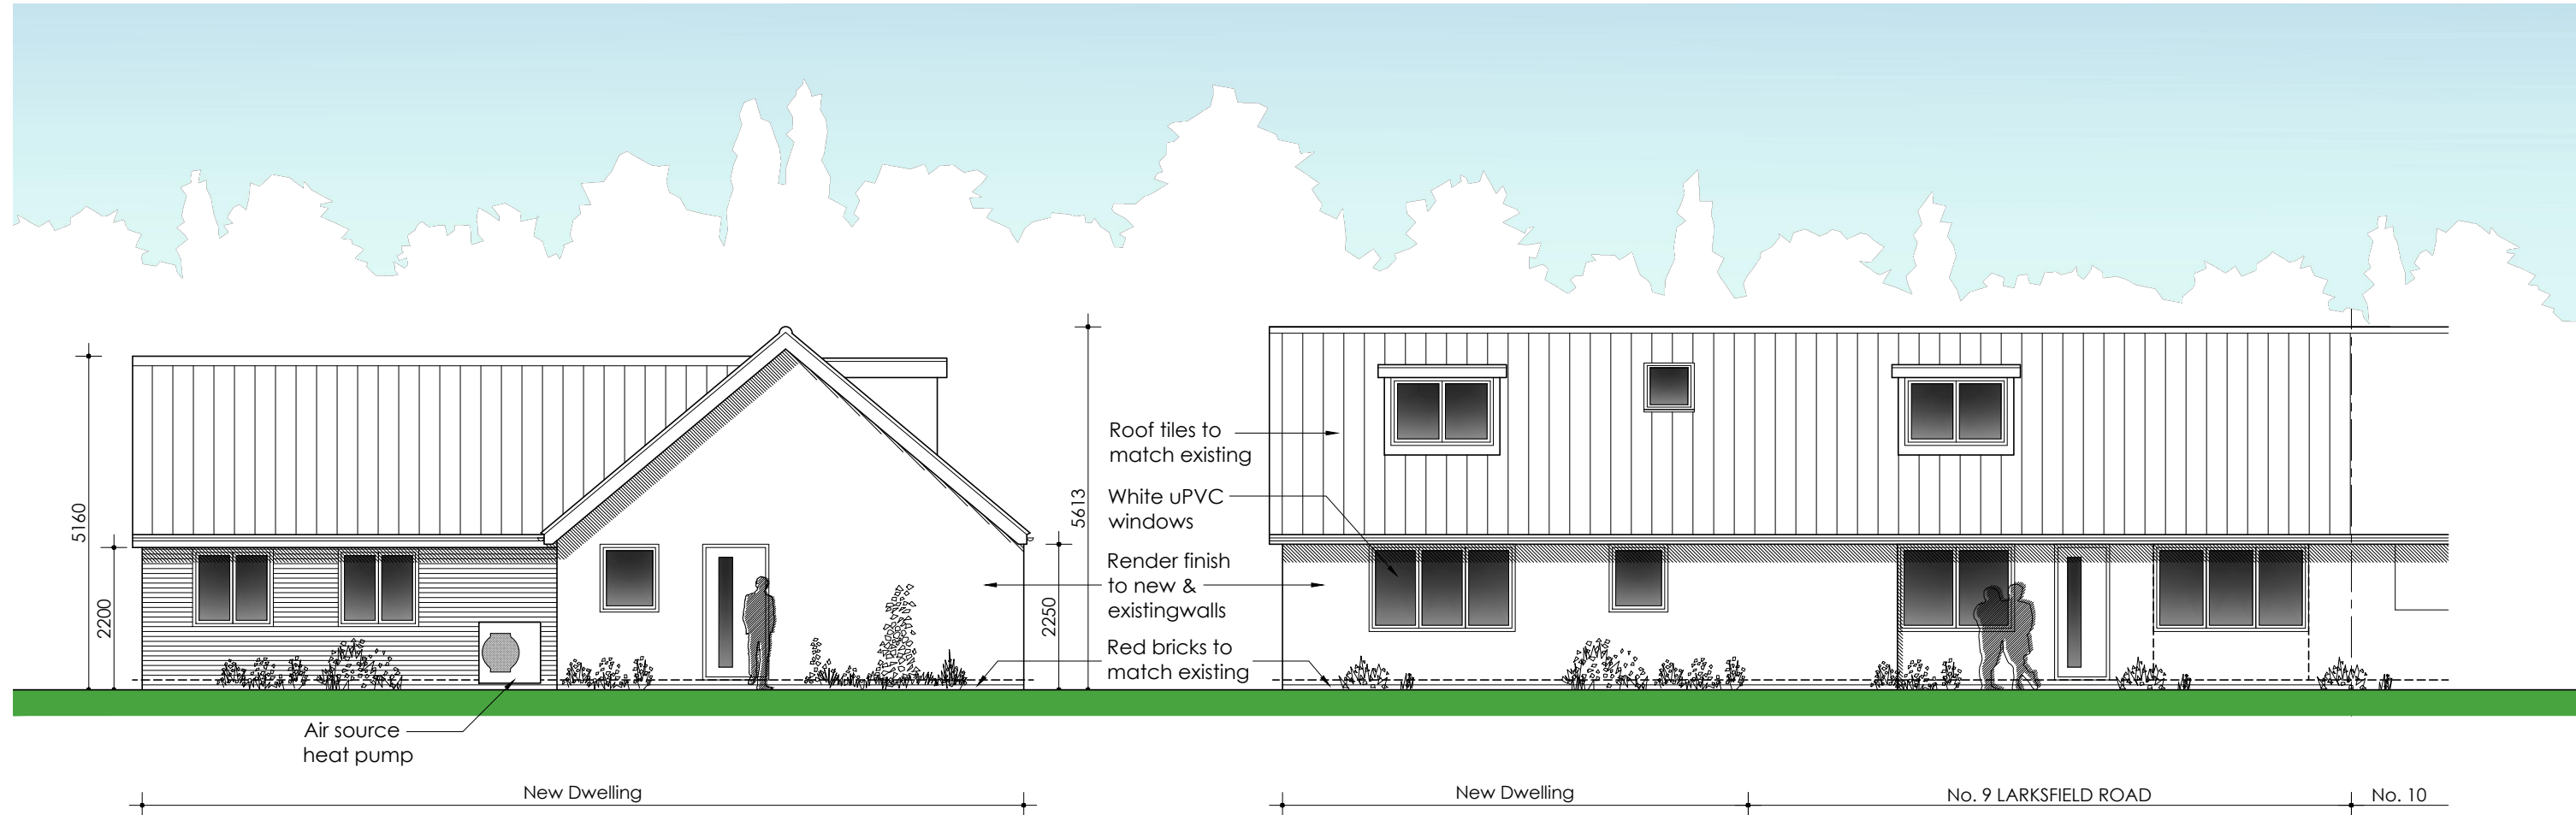 5160
2200
5613
2250
Roof tiles to
match existing
White uPVC
windows
Render finish
to new &
existingwalls
Red bricks to
match existing
Air source
heat pump
New Dwelling
New Dwelling
No. 9 LARKSFIELD ROAD
No. 10